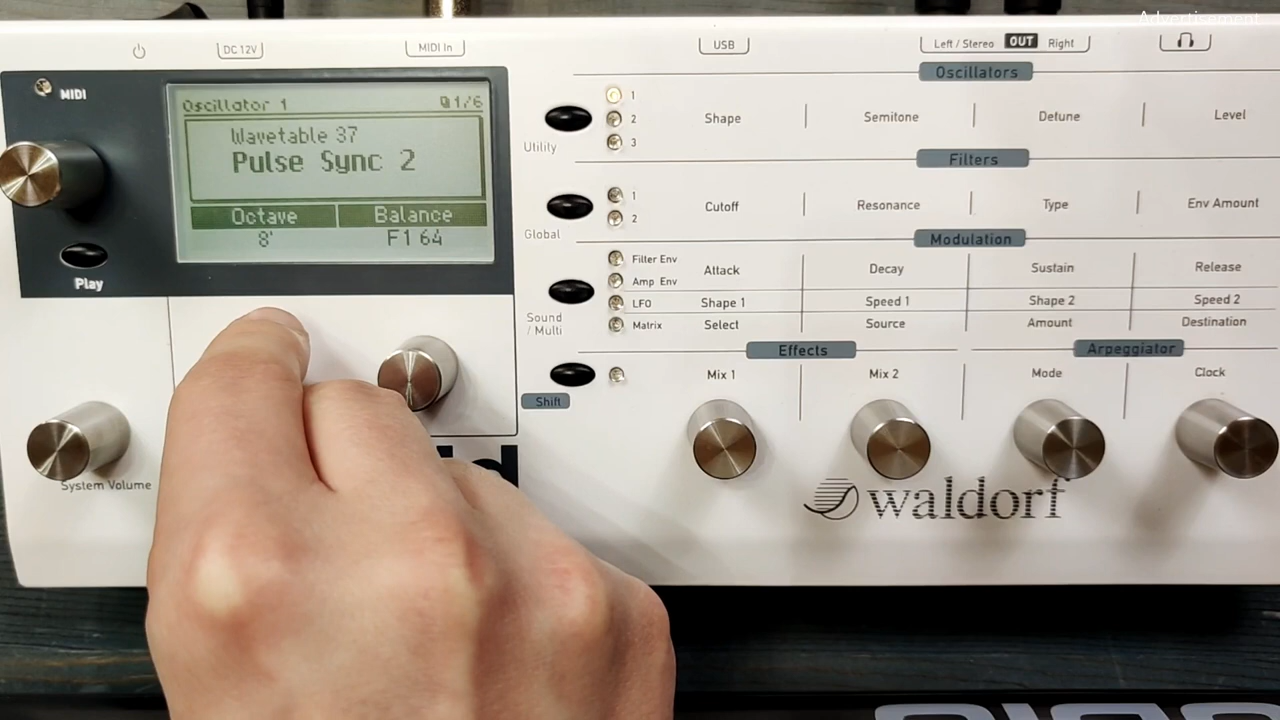 Advertisement
DC 12V
MIDI In
USB
Left / Stereo OUT Right
MIDI
Oscillator 1 1/6
Wavetable 37
Pulse Sync 2
Octave Balance
8' F1 64
Play
System Volume
Oscillators
1
2
3
Shape Semitone Detune Level
Utility
Filters
1
2
Cutoff Resonance Type Env Amount
Global
Modulation
Filter Env
Amp Env
Attack Decay Sustain Release
LFO Shape 1 Speed 1 Shape 2 Speed 2
Matrix Select Source Amount Destination
Sound
/ Multi
Effects Arpeggiator
Mix 1 Mix 2 Mode Clock
Shift
waldorf